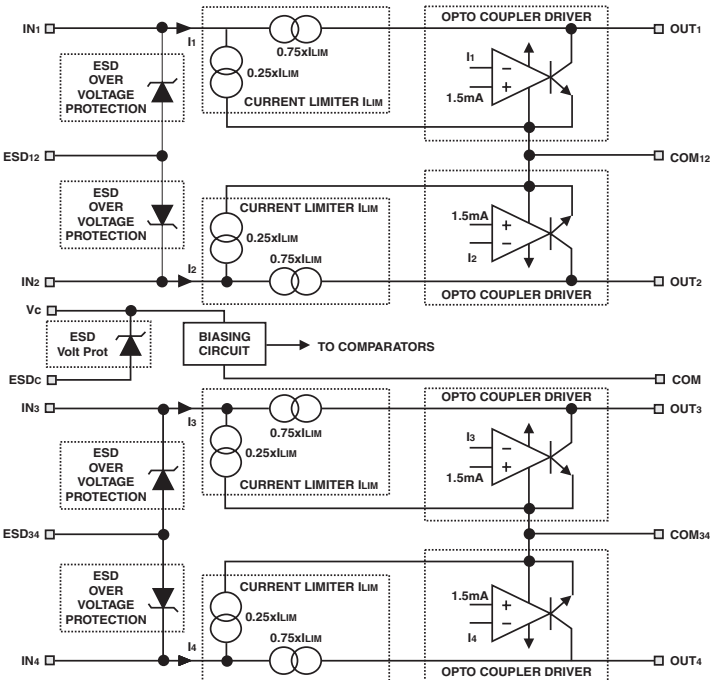 OPTO COUPLER DRIVER
IN1
I1
0.75xILIM
OUT1
ESD
OVER
VOLTAGE
PROTECTION
0.25xILIM
I1
1.5mA
CURRENT LIMITER ILIM
ESD12
COM12
ESD
OVER
VOLTAGE
PROTECTION
CURRENT LIMITER ILIM
0.25xILIM
1.5mA
I2
0.75xILIM
IN2
I2
OUT2
OPTO COUPLER DRIVER
VC
ESD
Volt Prot
BIASING
CIRCUIT
TO COMPARATORS
ESDC
COM
OPTO COUPLER DRIVER
IN3
I3
0.75xILIM
OUT3
ESD
OVER
VOLTAGE
PROTECTION
0.25xILIM
I3
1.5mA
CURRENT LIMITER ILIM
ESD34
COM34
ESD
OVER
VOLTAGE
PROTECTION
CURRENT LIMITER ILIM
0.25xILIM
1.5mA
I4
0.75xILIM
IN4
I4
OUT4
OPTO COUPLER DRIVER